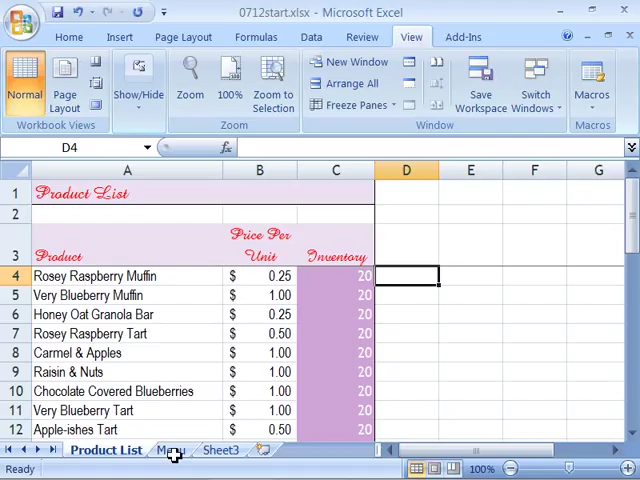 0712start.xlsx - Microsoft Excel
Home Insert Page Layout Formulas Data Review View Add-Ins
Normal Page Layout Show/Hide Zoom 100% Zoom to Selection New Window Arrange All Freeze Panes Save Workspace Switch Windows Macros
Workbook Views Zoom Window Macros
D4 fx
A B C D E F G
1 Product List
2
3 Product Price Per Unit Inventory
4 Rosey Raspberry Muffin $ 0.25 20
5 Very Blueberry Muffin $ 1.00 20
6 Honey Oat Granola Bar $ 0.25 20
7 Rosey Raspberry Tart $ 0.50 20
8 Carmel & Apples $ 1.00 20
9 Raisin & Nuts $ 1.00 20
10 Chocolate Covered Blueberries $ 1.00 20
11 Very Blueberry Tart $ 1.00 20
12 Apple-ishes Tart $ 0.50 20
Product List Menu Sheet3
Ready 100%